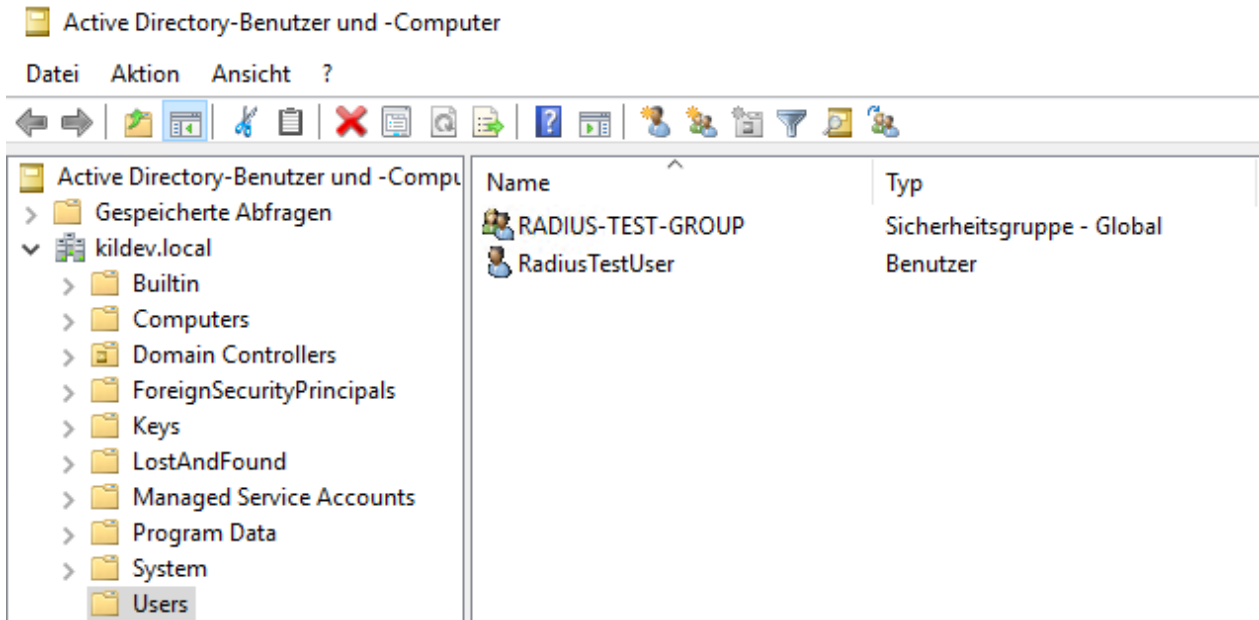 Active Directory-Benutzer und -Computer
Datei Aktion Ansicht ?
Active Directory-Benutzer und -Compu
Gespeicherte Abfragen
kildev.local
Builtin
Computers
Domain Controllers
ForeignSecurityPrincipals
Keys
LostAndFound
Managed Service Accounts
Program Data
System
Users
Name Typ
RADIUS-TEST-GROUP Sicherheitsgruppe - Global
RadiusTestUser Benutzer